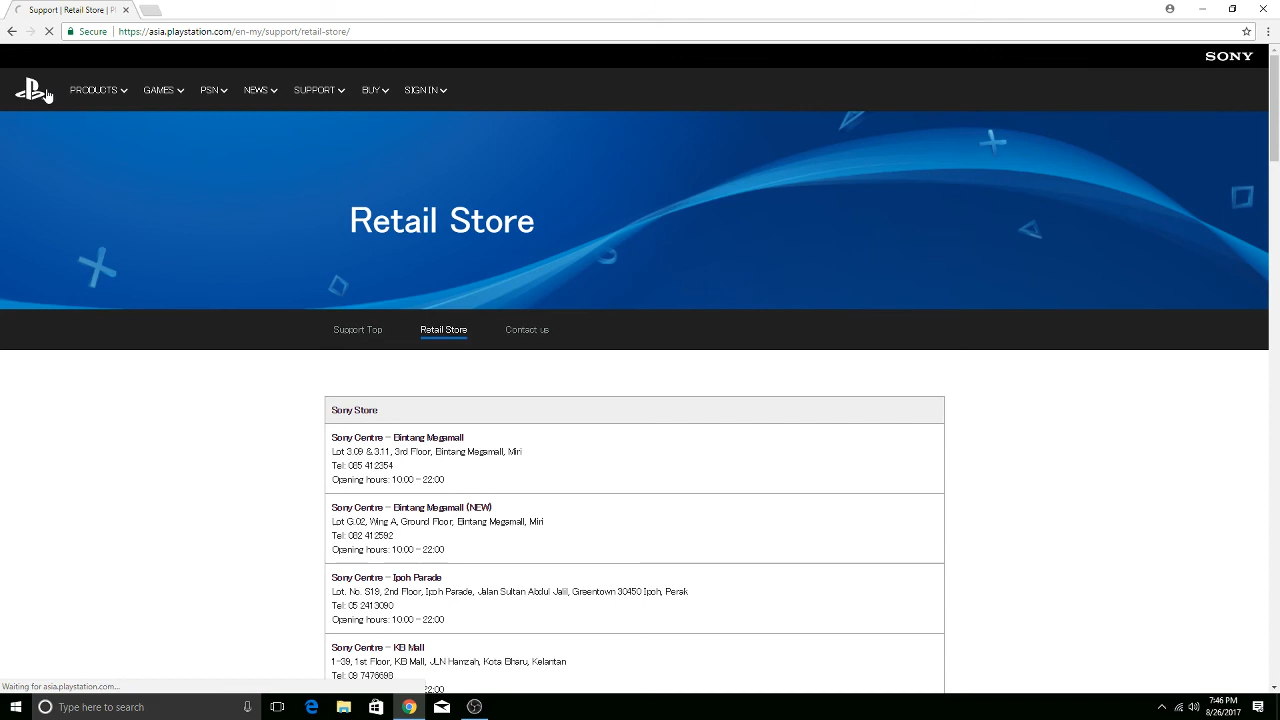 Support | Retail Store | Pl
Secure
https://asia.playstation.com/en-my/support/retail-store/
SONY
PRODUCTS GAMES PSN NEWS SUPPORT BUY SIGN IN
Retail Store
Support Top Retail Store Contact us
Sony Store
Sony Centre - Bintang Megamall
Lot 3.09 & 3.11, 3rd Floor, Bintang Megamall, Miri
Tel: 085 412354
Opening hours: 10:00 - 22:00
Sony Centre - Bintang Megamall (NEW)
Lot G.02, Wing A, Ground Floor, Bintang Megamall, Miri
Tel: 082 412592
Opening hours: 10:00 - 22:00
Sony Centre - Ipoh Parade
Lot. No. S19, 2nd Floor, Ipoh Parade, Jalan Sultan Abdul Jalil, Greentown 30450 Ipoh, Perak
Tel: 05 2413090
Opening hours: 10:00 - 22:00
Sony Centre - KB Mall
1-39, 1st Floor, KB Mall, JLN Hamzah, Kota Bharu, Kelantan
Tel: 09 7476698
22:00
Waiting for asia.playstation.com...
Type here to search
7:46 PM
8/26/2017